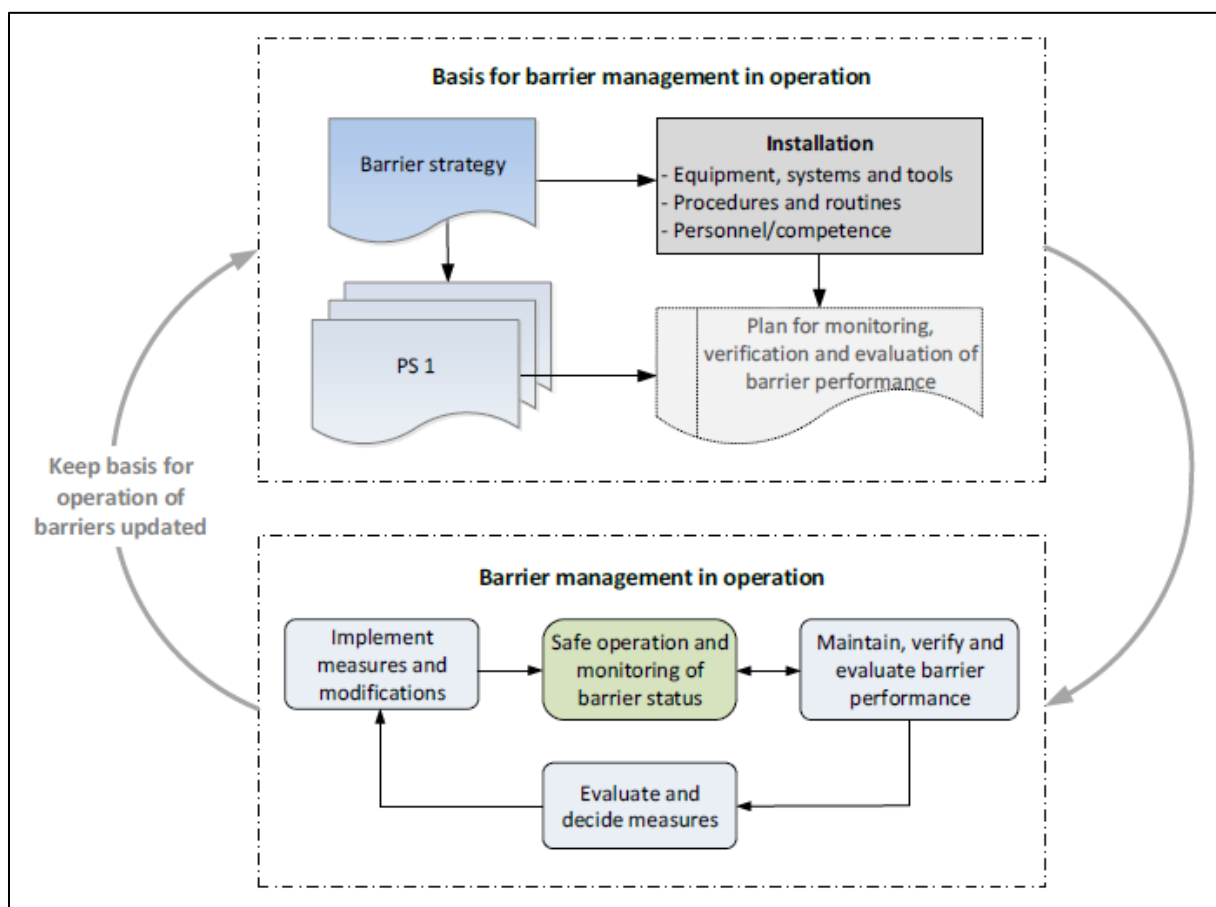 Basis for barrier management in operation
Barrier strategy
Installation
- Equipment, systems and tools
- Procedures and routines
- Personnel/competence
PS 1
Plan for monitoring,
verification and evaluation of
barrier performance
Keep basis for
operation of
barriers updated
Barrier management in operation
Implement
measures and
modifications
Safe operation and
monitoring of
barrier status
Maintain, verify and
evaluate barrier
performance
Evaluate and
decide measures